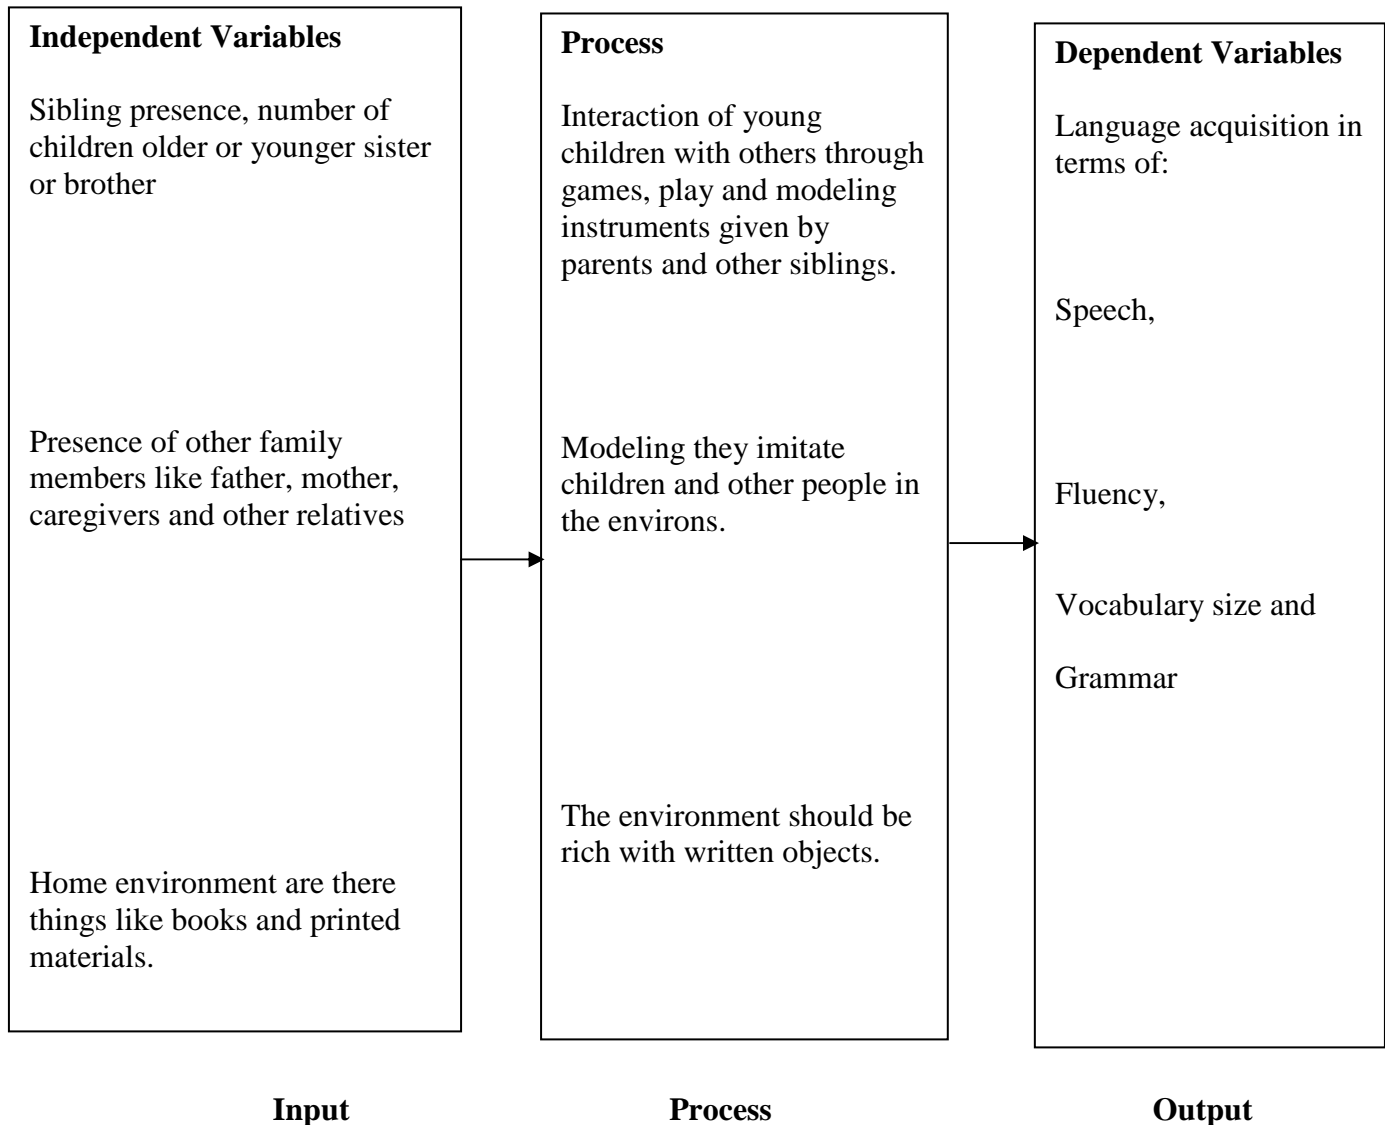 Independent Variables
Sibling presence, number of
children older or younger sister
or brother
Presence of other family
members like father, mother,
caregivers and other relatives
Home environment are there
things like books and printed
materials.
Process
Interaction of young
children with others through
games, play and modeling
instruments given by
parents and other siblings.
Modeling they imitate
children and other people in
the environs.
The environment should be
rich with written objects.
Dependent Variables
Language acquisition in
terms of:
Speech,
Fluency,
Vocabulary size and
Grammar
Input
Process
Output